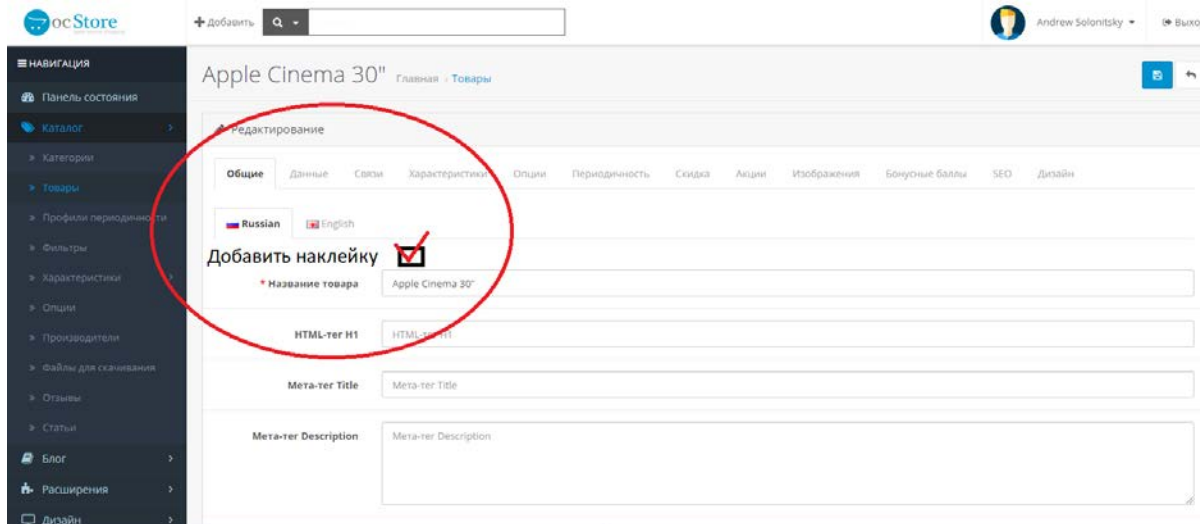 ocStore
Добавить
Andrew Solonitsky
Выхо
НАВИГАЦИЯ
Панель состояния
Каталог
Категории
Товары
Профили периодичности
Фильтры
Характеристики
Опции
Производители
Файлы для скачивания
Отзывы
Статьи
Блог
Расширения
Дизайн
Apple Cinema 30" Главная Товары
Редактирование
Общие Данные Связи Характеристики Опции Периодичность Скидка Акции Изображения Бонусные баллы SEO Дизайн
Russian English
Добавить наклейку
* Название товара Apple Cinema 30"
HTML-тег H1 HTML-тег H1
Мета-тег Title Мета-тег Title
Мета-тег Description Мета-тег Description